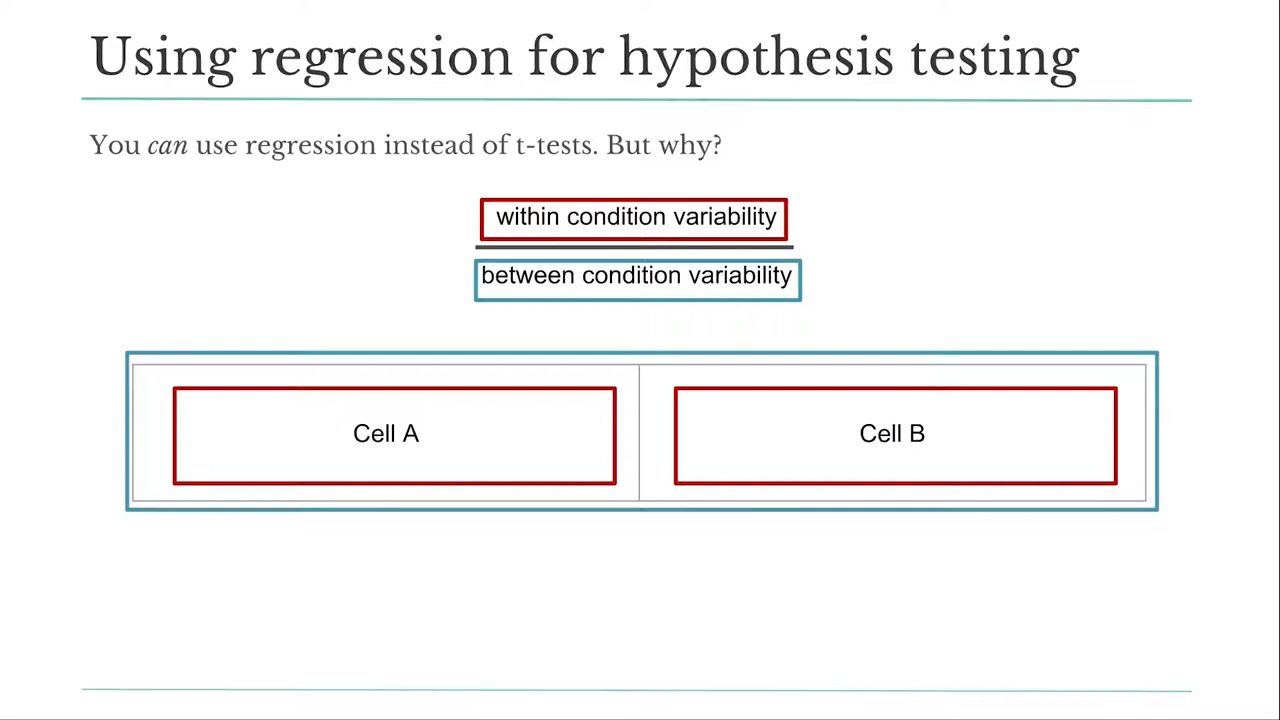 Using regression for hypothesis testing
You can use regression instead of t-tests. But why?
within condition variability
between condition variability
Cell A
Cell B